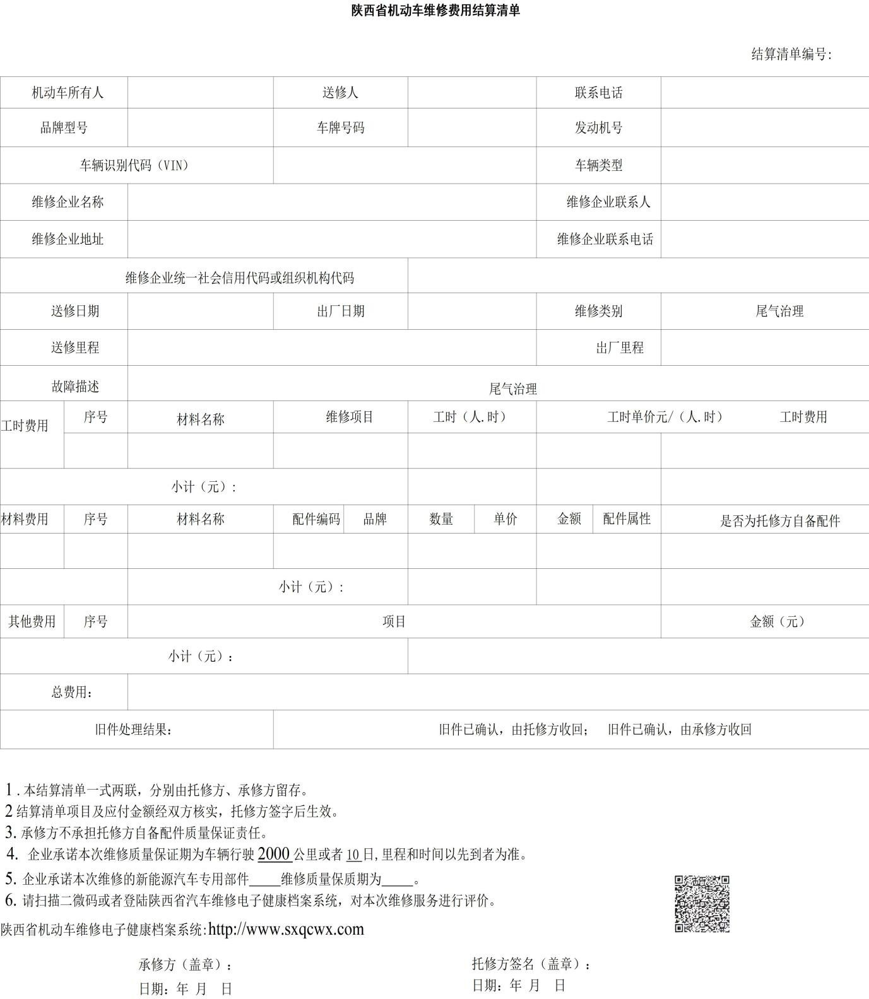 陕西省机动车维修费用结算清单
结算清单编号:
机动车所有人 送修人 联系电话
品牌型号 车牌号码 发动机号
车辆识别代码（VIN） 车辆类型
维修企业名称 维修企业联系人
维修企业地址 维修企业联系电话
维修企业统一社会信用代码或组织机构代码
送修日期 出厂日期 维修类别 尾气治理
送修里程 出厂里程
故障描述 尾气治理
工时费用 序号 材料名称 维修项目 工时（人.时） 工时单价元/（人.时） 工时费用
小计（元）:
材料费用 序号 材料名称 配件编码 品牌 数量 单价 金额 配件属性 是否为托修方自备配件
小计（元）:
其他费用 序号 项目 金额（元）
小计（元）:
总费用:
旧件处理结果: 旧件已确认，由托修方收回； 旧件已确认，由承修方收回
1.本结算清单一式两联，分别由托修方、承修方留存。
2结算清单项目及应付金额经双方核实，托修方签字后生效。
3.承修方不承担托修方自备配件质量保证责任。
4. 企业承诺本次维修质量保证期为车辆行驶 2000 公里或者 10 日,里程和时间以先到者为准。
5.企业承诺本次维修的新能源汽车专用部件_____维修质量保质期为_____。
6.请扫描二微码或者登陆陕西省汽车维修电子健康档案系统，对本次维修服务进行评价。
陕西省机动车维修电子健康档案系统:http://www.sxqcwx.com
承修方（盖章）: 托修方签名（盖章）:
日期: 年 月 日 日期: 年 月 日